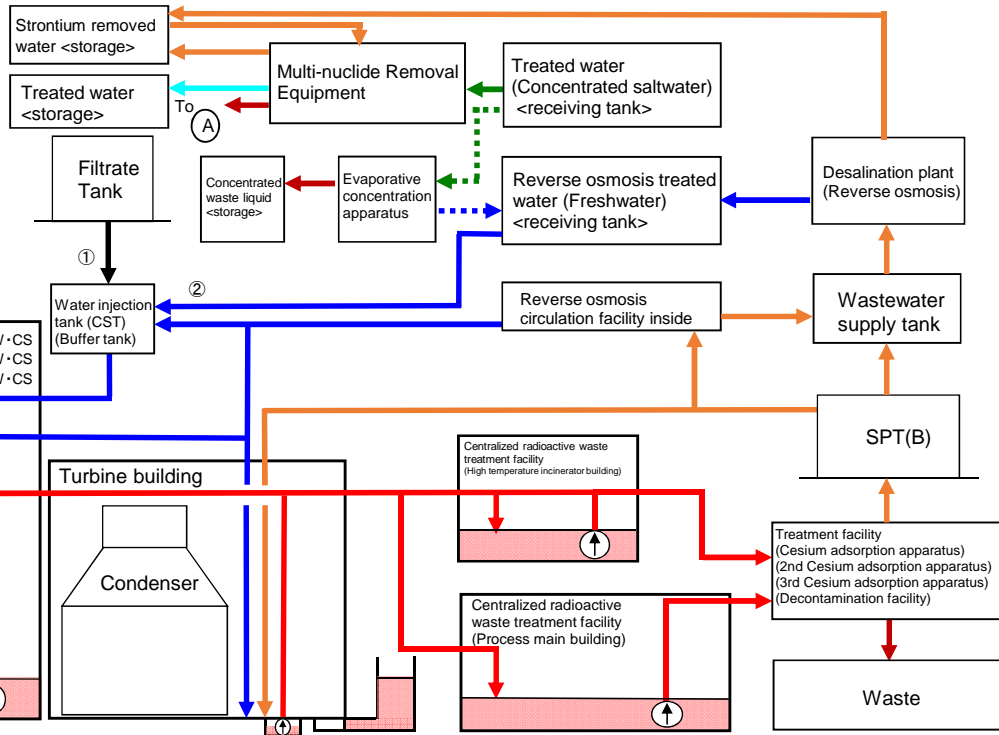 Strontium removed
water <storage>
Treated water
<storage>
To
A
Multi-nuclide Removal
Equipment
Treated water
(Concentrated saltwater)
<receiving tank>
Filtrate
Tank
Concentrated
waste liquid
<storage>
Evaporative
concentration
apparatus
Reverse osmosis treated
water (Freshwater)
<receiving tank>
Desalination plant
(Reverse osmosis)
①
②
Water injection
tank (CST)
(Buffer tank)
Reverse osmosis
circulation facility inside
Wastewater
supply tank
・CS
・CS
・CS
SPT(B)
Turbine building
Condenser
Centralized radioactive waste
treatment facility
(High temperature incinerator building)
Centralized radioactive
waste treatment facility
(Process main building)
Treatment facility
(Cesium adsorption apparatus)
(2nd Cesium adsorption apparatus)
(3rd Cesium adsorption apparatus)
(Decontamination facility)
Waste